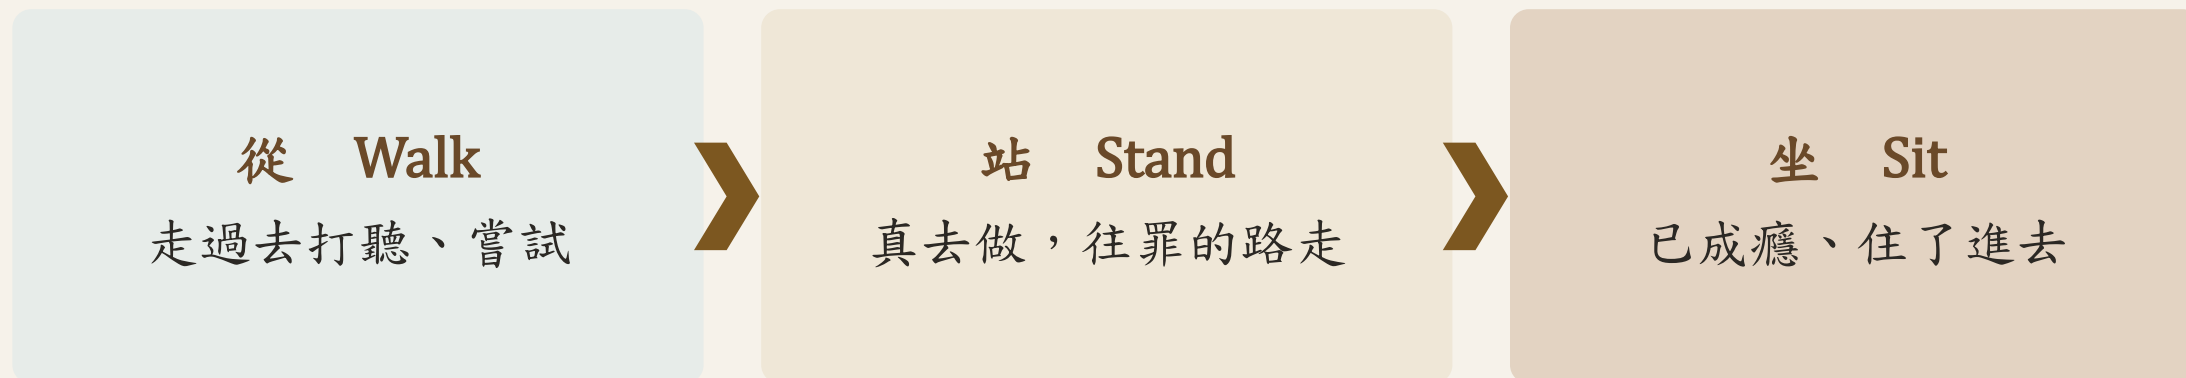 從　Walk
走過去打聽、嘗試
站　Stand
真去做，往罪的路走
坐　Sit
已成癮、住了進去